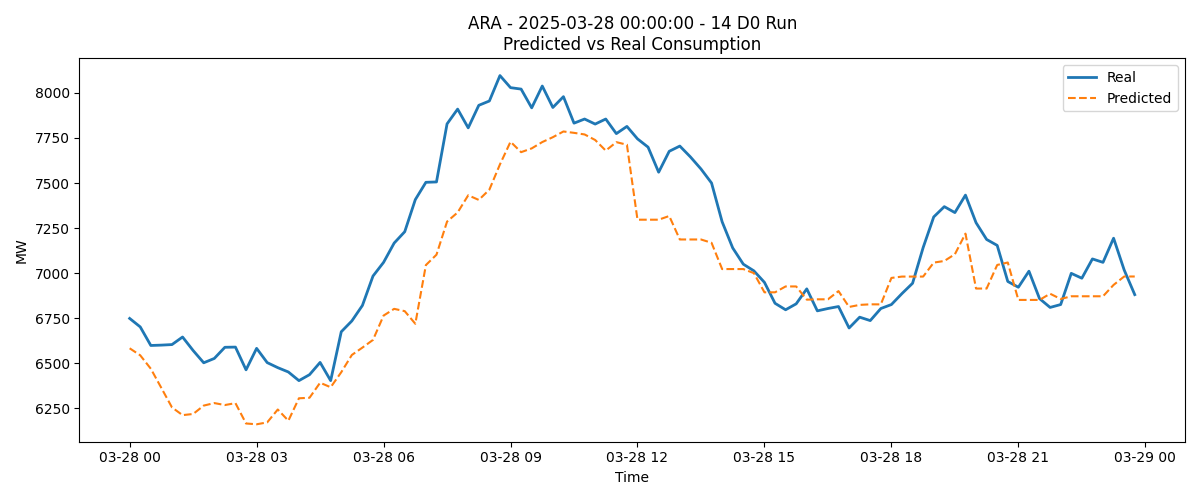 ARA - 2025-03-28 00:00:00 - 14 D0 Run
Predicted vs Real Consumption
Real
Predicted
MW
8000
7750
7500
7250
7000
6750
6500
6250
03-28 00
03-28 03
03-28 06
03-28 09
03-28 12
03-28 15
03-28 18
03-28 21
03-29 00
Time